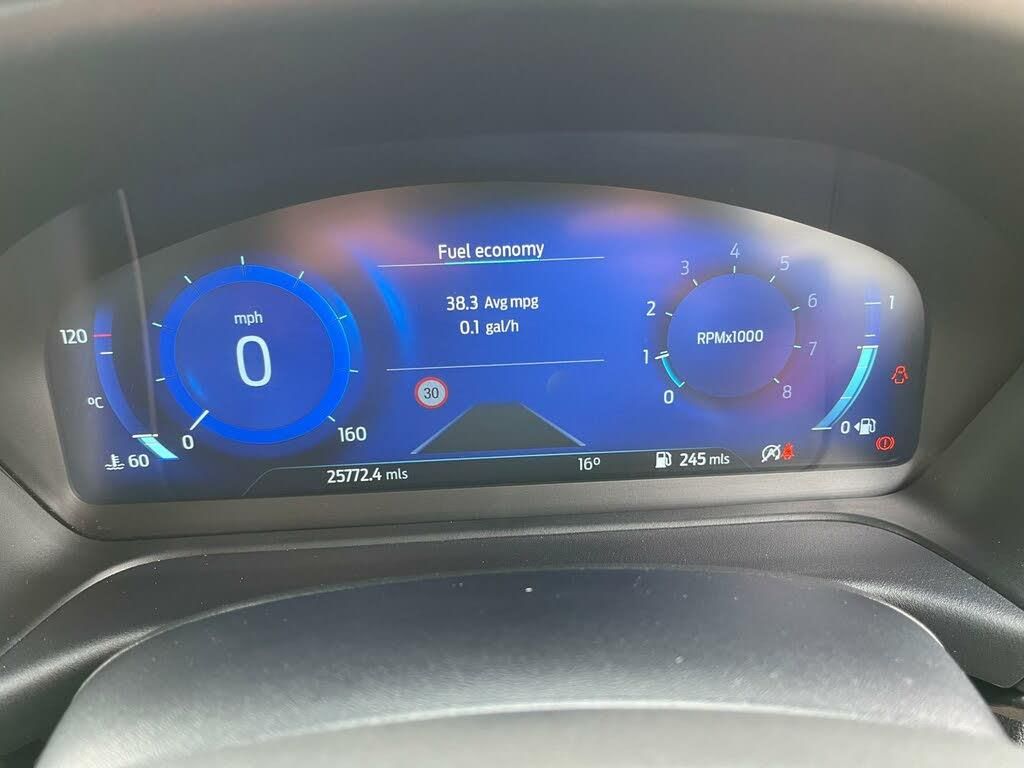 Fuel economy
38.3 Avg mpg
0.1 gal/h
mph
0
0
160
120
°C
60
30
RPMx1000
0
1
2
3
4
5
6
7
8
1
0
25772.4 mls
16°
245 mls